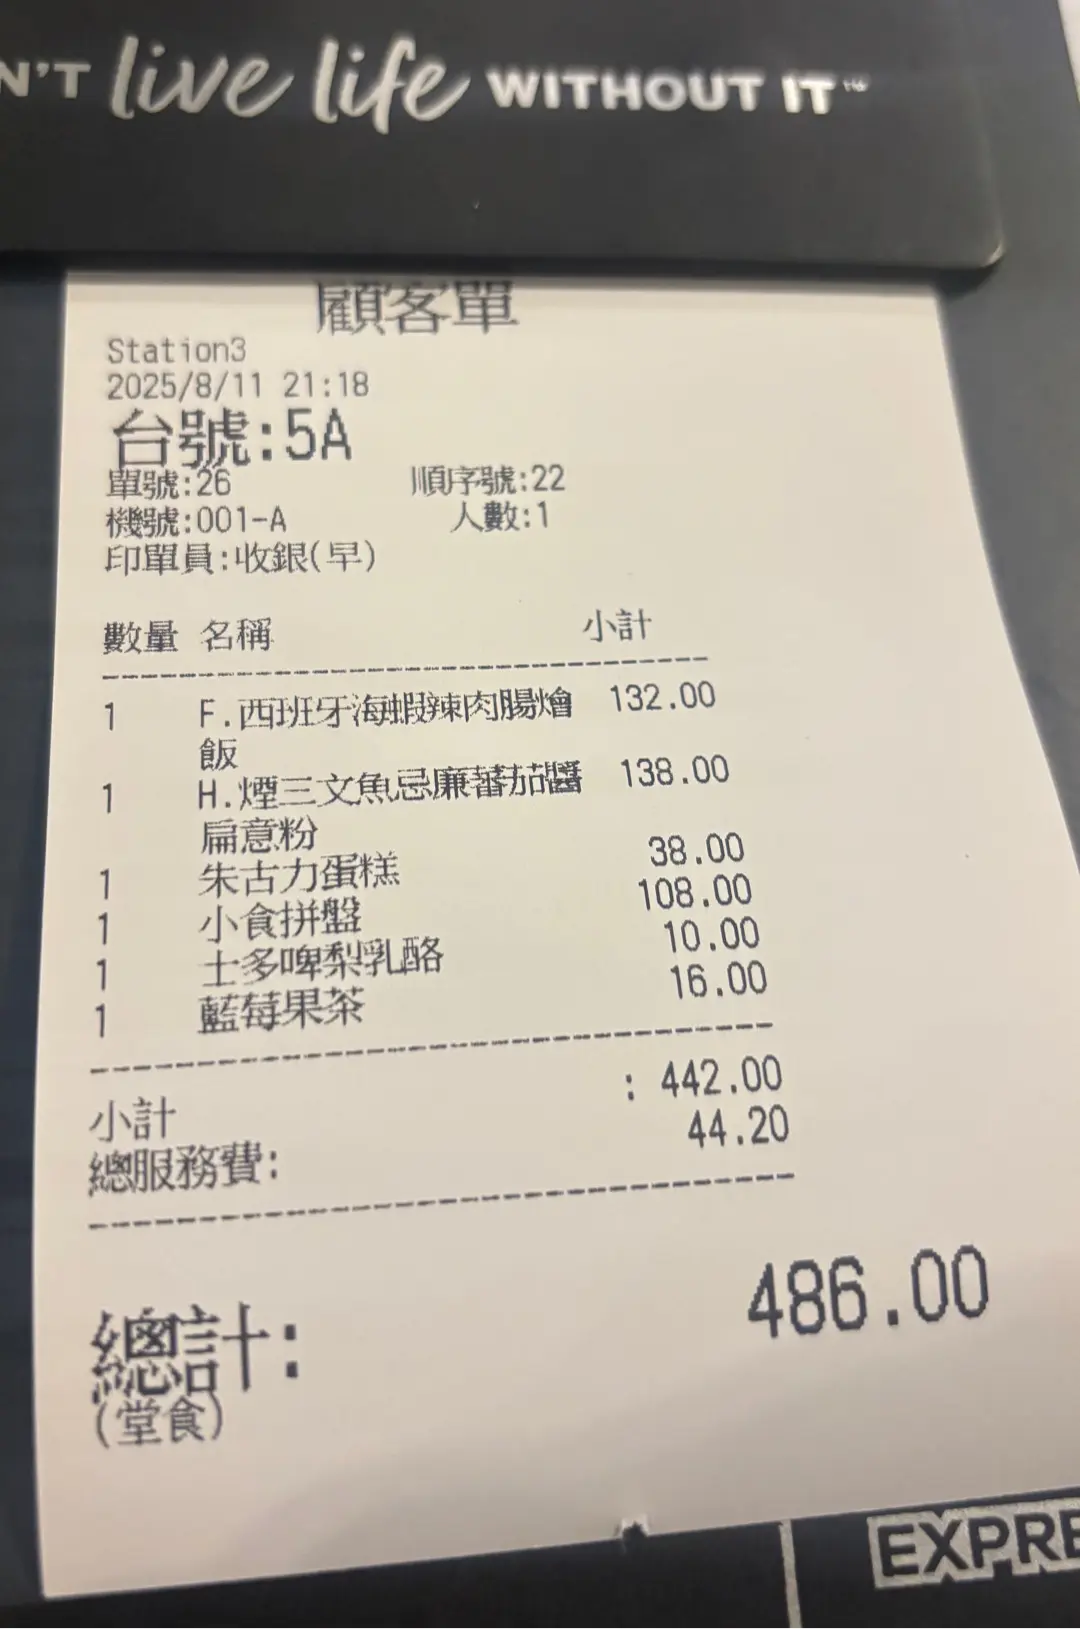 N'T live life WITHOUT IT™
顧客單
Station3
2025/8/11 21:18
台號:5A
單號:26 順序號:22
機號:001-A 人數:1
印單員:收銀(早)
數量 名稱 小計
1 F.西班牙海蝦辣肉腸燴 132.00
飯
1 H.煙三文魚忌廉蕃茄醬 138.00
扁意粉
1 朱古力蛋糕 38.00
1 小食拼盤 108.00
1 士多啤梨乳酪 10.00
1 藍莓果茶 16.00
小計 : 442.00
總服務費: 44.20
總計: 486.00
(堂食)
EXPRE